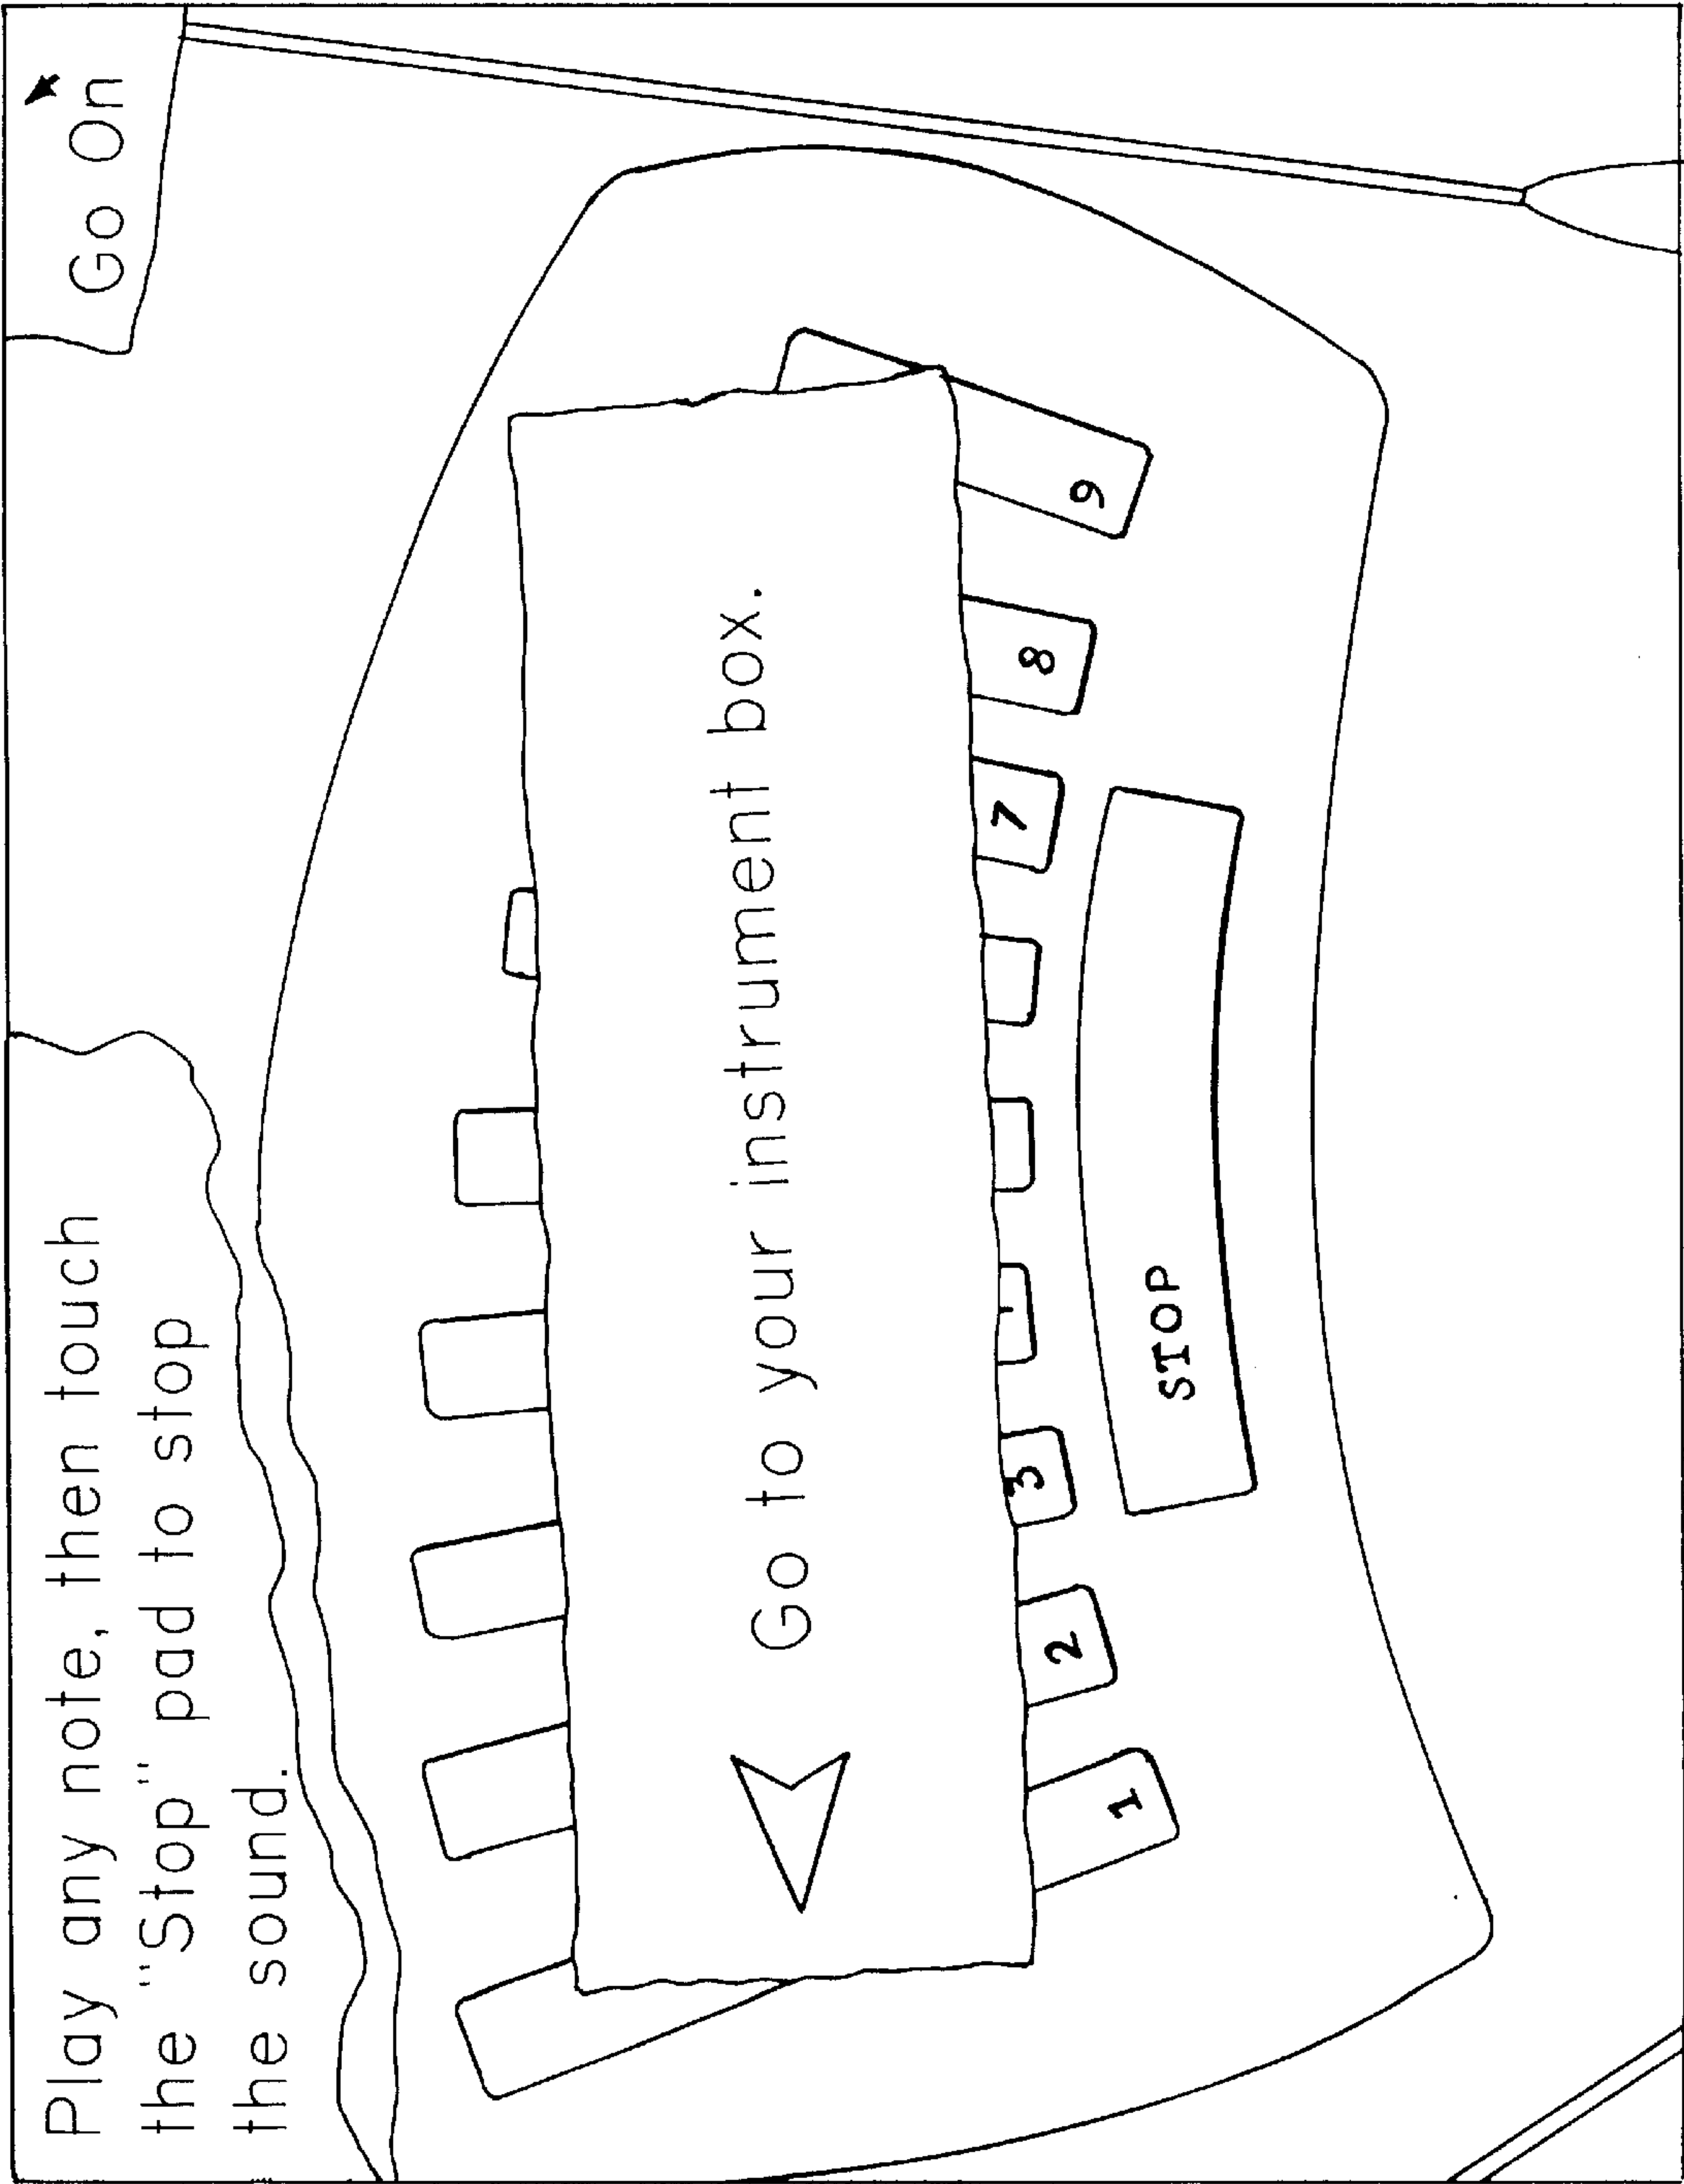 Play any note, then touch
the "Stop" pad to stop
the sound.
Go On
Go to your instrument box.
1
2
3
7
8
9
STOP